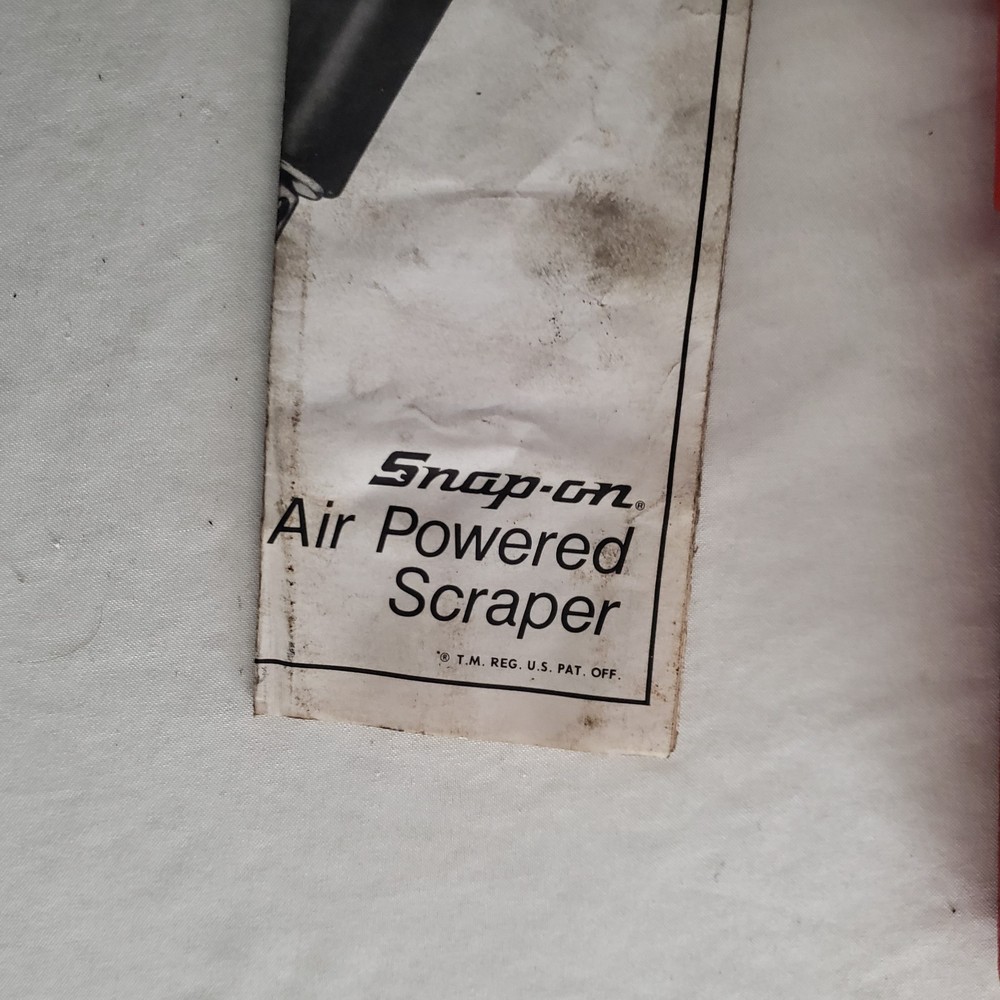 Snap-on®
Air Powered
Scraper
® T.M. REG. U.S. PAT. OFF.